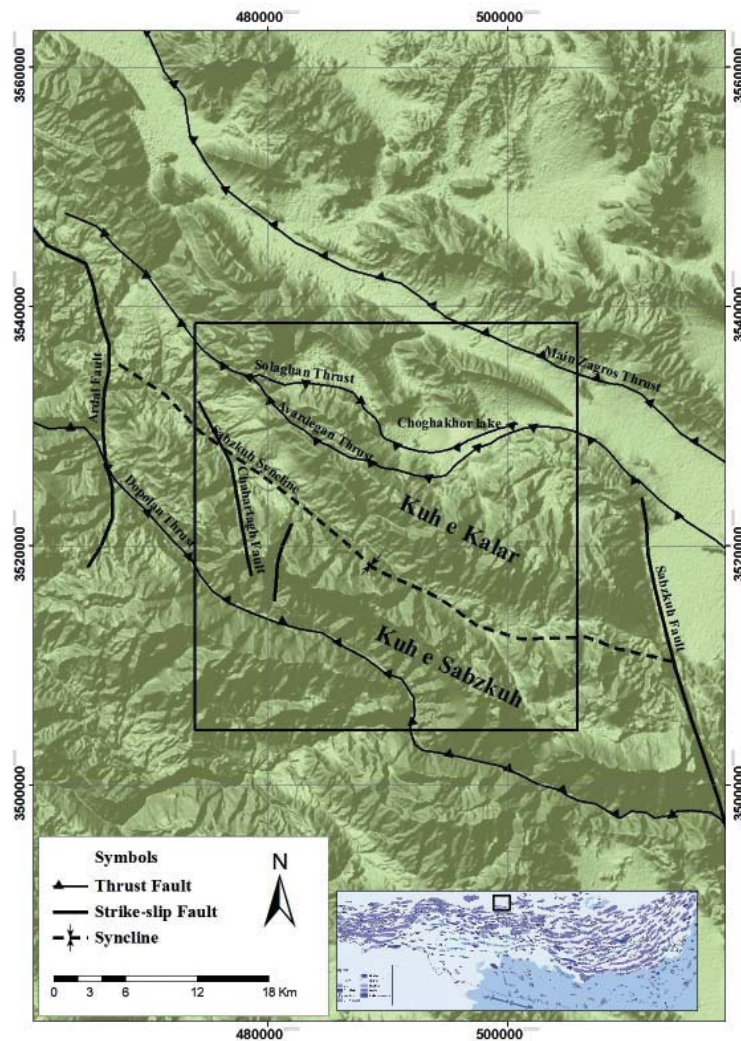 480000
500000
3560000
3560000
3540000
3540000
Main Zagros Thrust
Solaghan Thrust
Ardal Fault
Avardegan Thrust
Choghakhor lake
Sabzkuh Syncline
Chahartagh Fault
Dopolan Thrust
Kuh e Kalar
3520000
3520000
Sabzkuh Fault
Kuh e Sabzkuh
3500000
3500000
Symbols
N
Thrust Fault
Strike-slip Fault
Syncline
0 3 6 12 18 Km
480000
500000